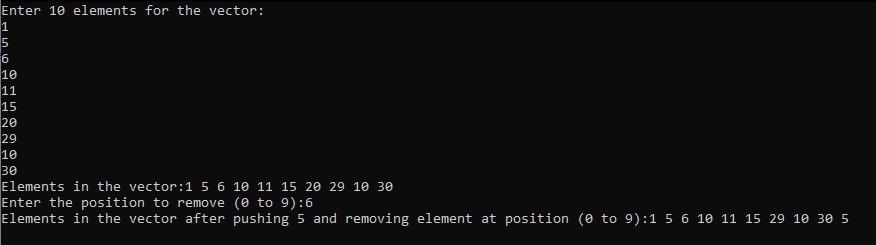 Enter 10 elements for the vector:
1
5
6
10
11
15
20
29
10
30
Elements in the vector:1 5 6 10 11 15 20 29 10 30
Enter the position to remove (0 to 9):6
Elements in the vector after pushing 5 and removing element at position (0 to 9):1 5 6 10 11 15 29 10 30 5